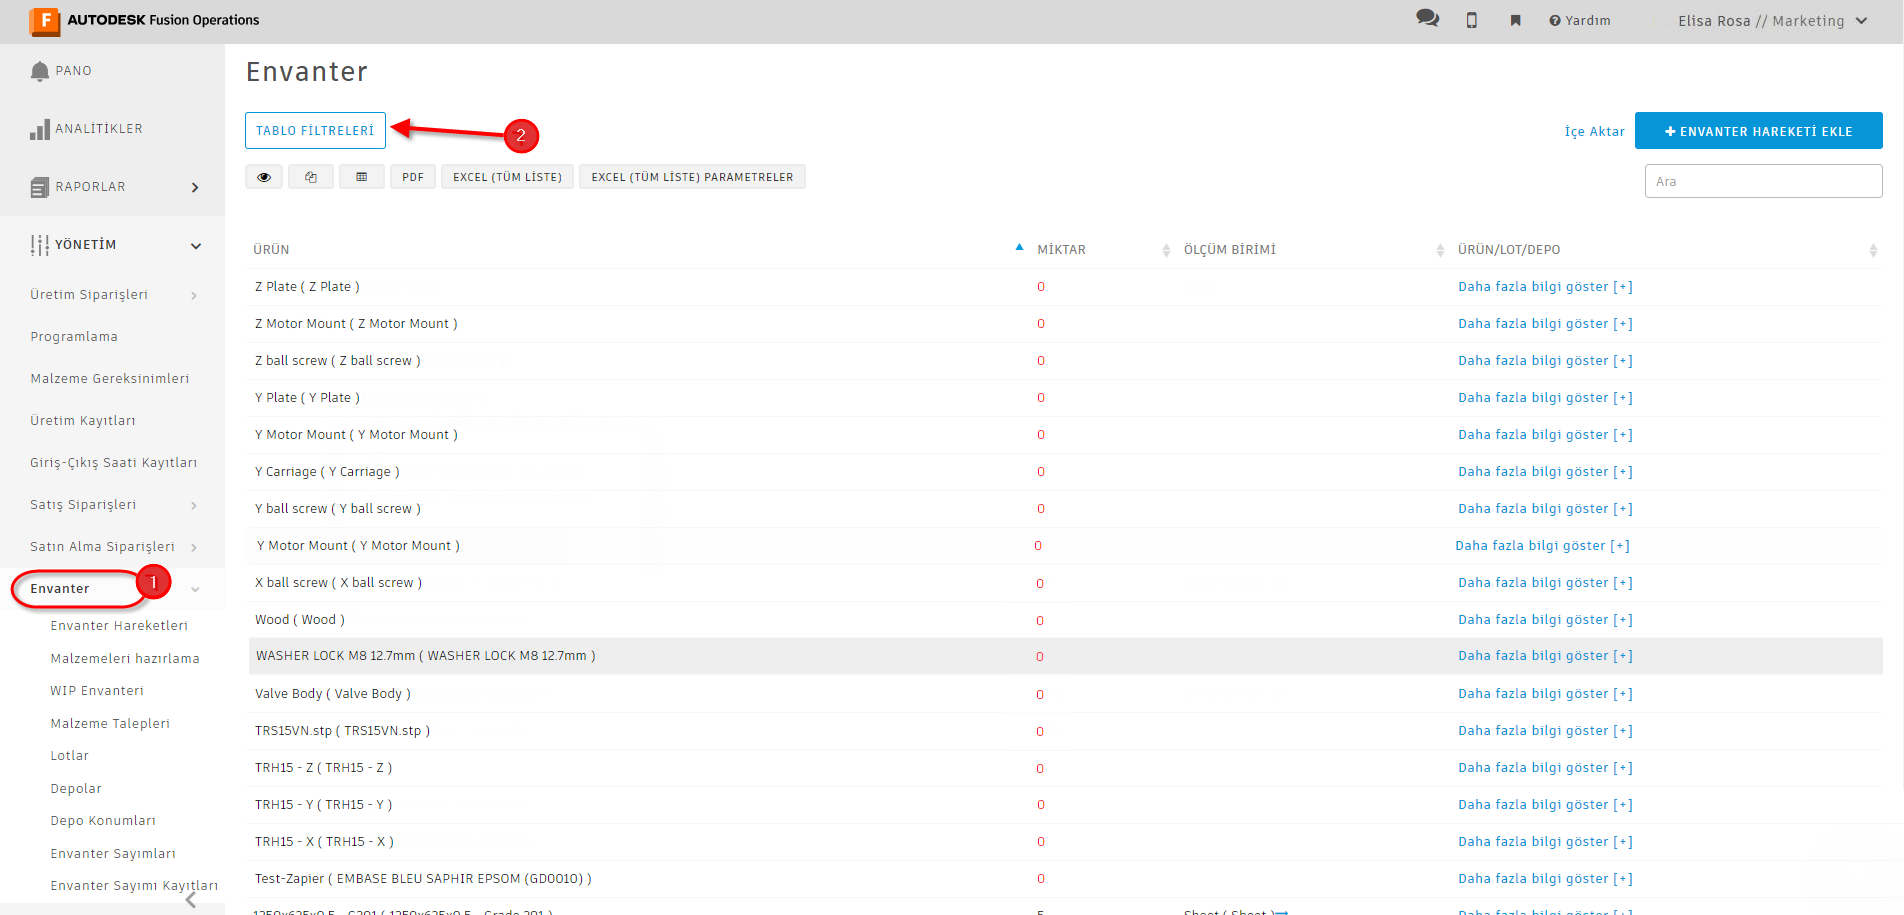 F AUTODESK Fusion Operations
Yardım
Elisa Rosa // Marketing
PANO
ANALİTİKLER
RAPORLAR
YÖNETİM
Üretim Siparişleri
Programlama
Malzeme Gereksinimleri
Üretim Kayıtları
Giriş-Çıkış Saati Kayıtları
Satış Siparişleri
Satın Alma Siparişleri
Envanter
1
Envanter Hareketleri
Malzemeleri hazırlama
WIP Envanteri
Malzeme Talepleri
Lotlar
Depolar
Depo Konumları
Envanter Sayımları
Envanter Sayımı Kayıtları
Envanter
TABLO FİLTRELERİ
2
İçe Aktar
+ ENVANTER HAREKETİ EKLE
PDF
EXCEL (TÜM LİSTE)
EXCEL (TÜM LİSTE) PARAMETRELER
Ara
ÜRÜN MİKTAR ÖLÇÜM BİRİMİ ÜRÜN/LOT/DEPO
Z Plate ( Z Plate ) 0 Daha fazla bilgi göster [+]
Z Motor Mount ( Z Motor Mount ) 0 Daha fazla bilgi göster [+]
Z ball screw ( Z ball screw ) 0 Daha fazla bilgi göster [+]
Y Plate ( Y Plate ) 0 Daha fazla bilgi göster [+]
Y Motor Mount ( Y Motor Mount ) 0 Daha fazla bilgi göster [+]
Y Carriage ( Y Carriage ) 0 Daha fazla bilgi göster [+]
Y ball screw ( Y ball screw ) 0 Daha fazla bilgi göster [+]
Y Motor Mount ( Y Motor Mount ) 0 Daha fazla bilgi göster [+]
X ball screw ( X ball screw ) 0 Daha fazla bilgi göster [+]
Wood ( Wood ) 0 Daha fazla bilgi göster [+]
WASHER LOCK M8 12.7mm ( WASHER LOCK M8 12.7mm ) 0 Daha fazla bilgi göster [+]
Valve Body ( Valve Body ) 0 Daha fazla bilgi göster [+]
TRS15VN.stp ( TRS15VN.stp ) 0 Daha fazla bilgi göster [+]
TRH15 - Z ( TRH15 - Z ) 0 Daha fazla bilgi göster [+]
TRH15 - Y ( TRH15 - Y ) 0 Daha fazla bilgi göster [+]
TRH15 - X ( TRH15 - X ) 0 Daha fazla bilgi göster [+]
Test-Zapier ( EMBASE BLEU SAPHIR EPSOM (GD0010) ) 0 Daha fazla bilgi göster [+]
Sheet ( Sheet ) Daha fazla bilgi göster [+]